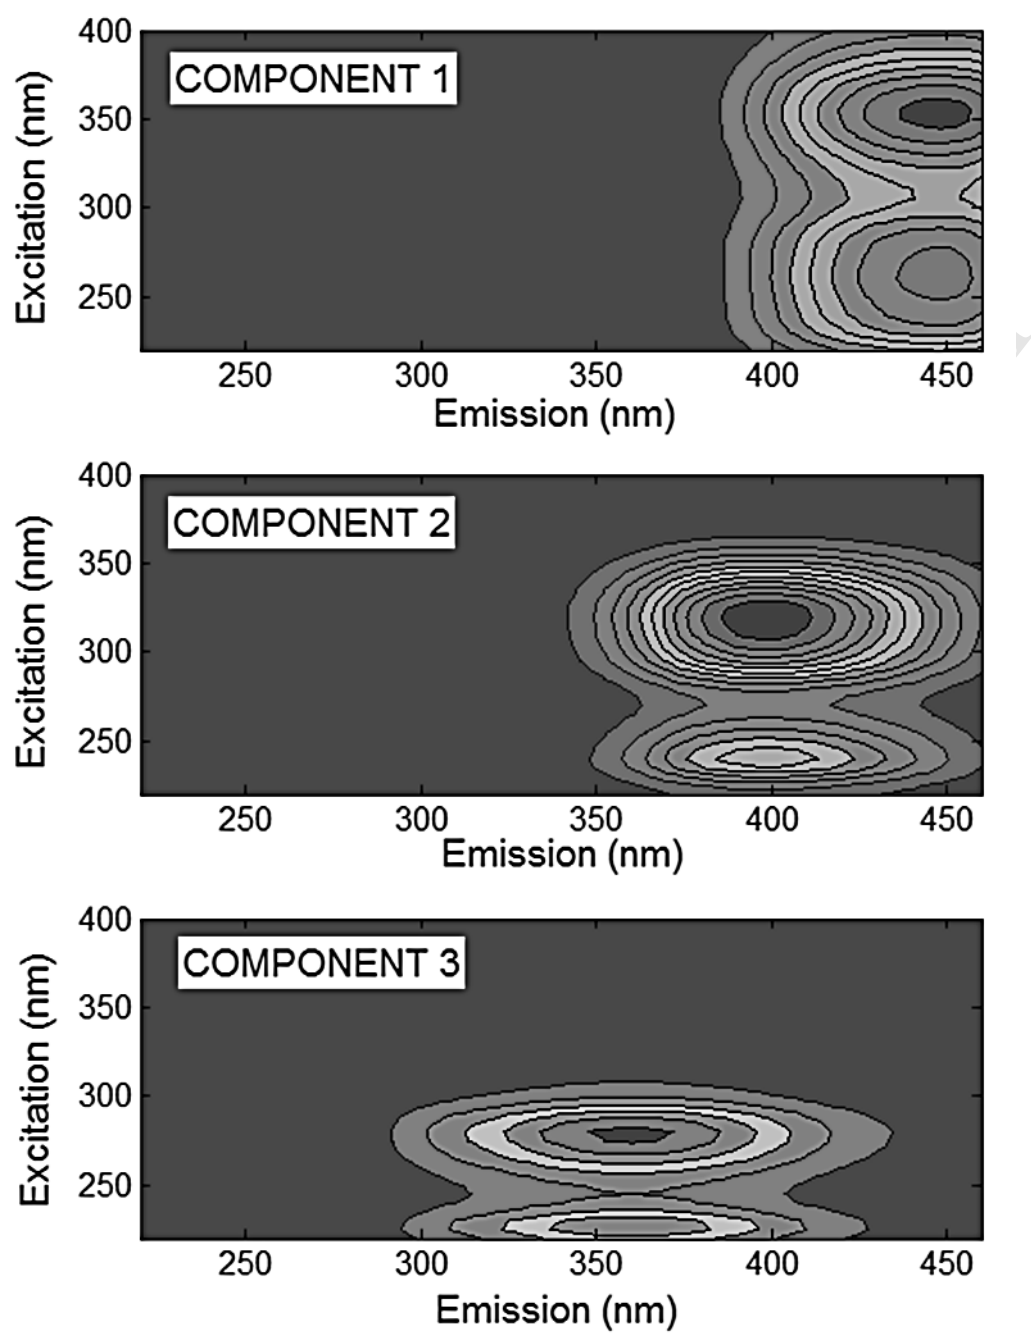 COMPONENT 1
Excitation (nm)
400
350
300
250
250 300 350 400 450
Emission (nm)
COMPONENT 2
Excitation (nm)
400
350
300
250
250 300 350 400 450
Emission (nm)
COMPONENT 3
Excitation (nm)
400
350
300
250
250 300 350 400 450
Emission (nm)